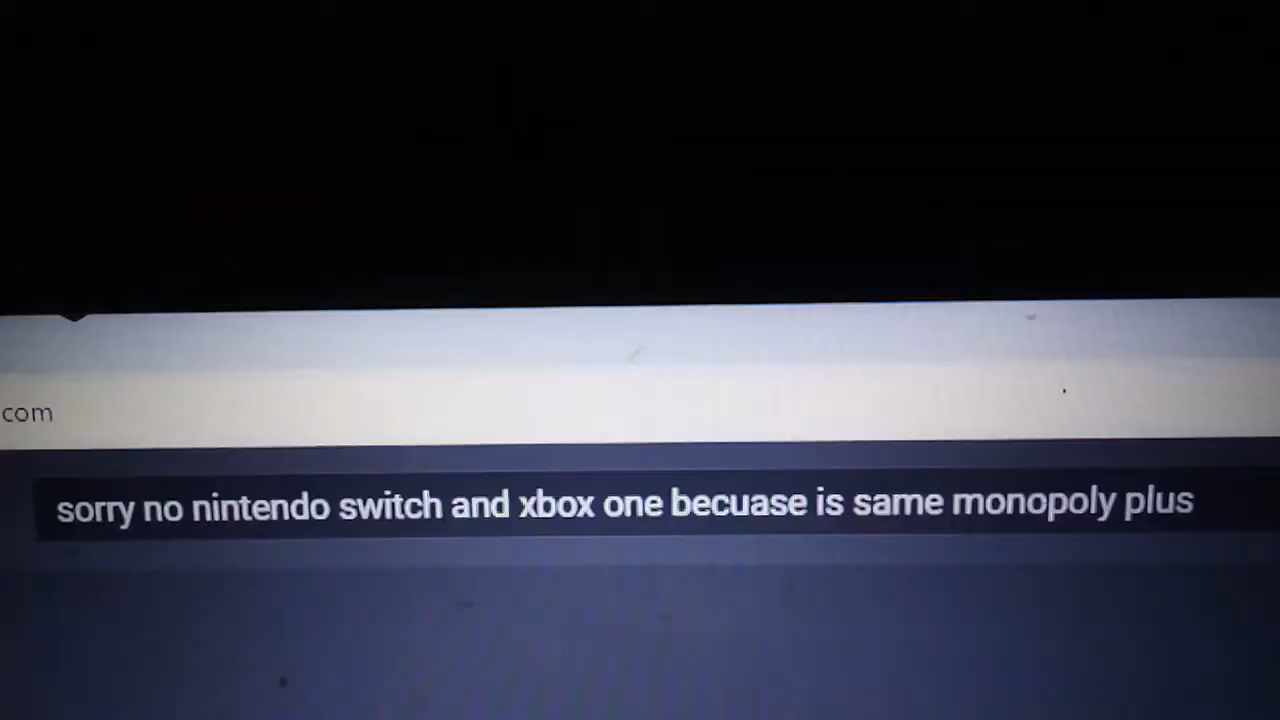 com
sorry no nintendo switch and xbox one becuase is same monopoly plus